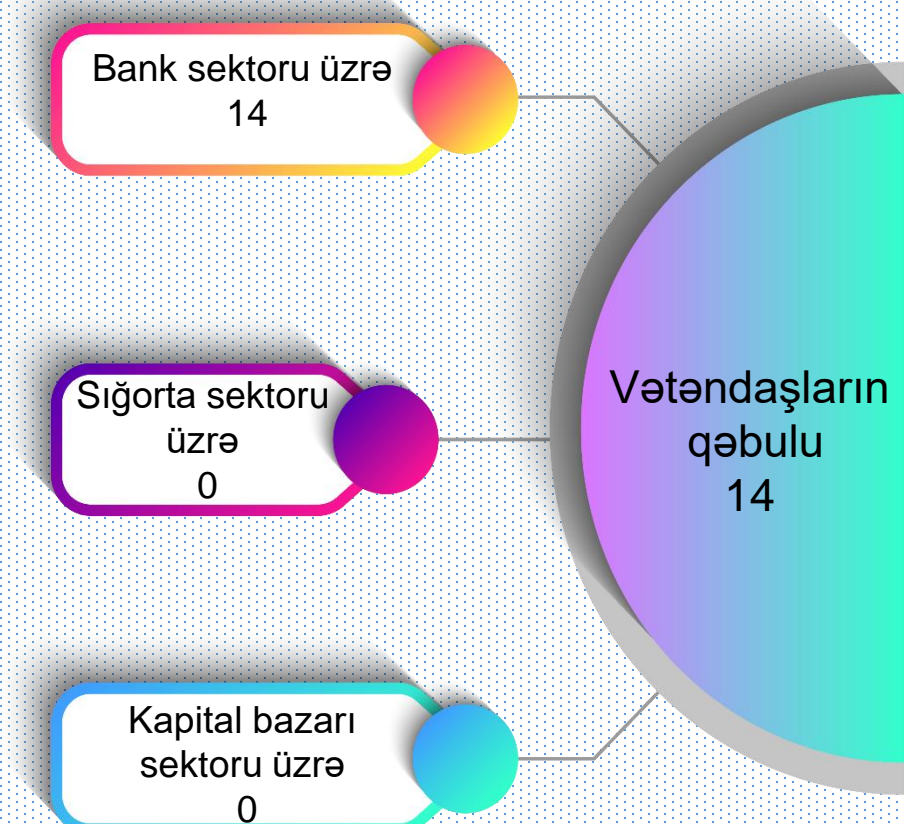 Bank sektoru üzrə
14
Sığorta sektoru
üzrə
0
Kapital bazarı
sektoru üzrə
0
Vətəndaşların
qəbulu
14